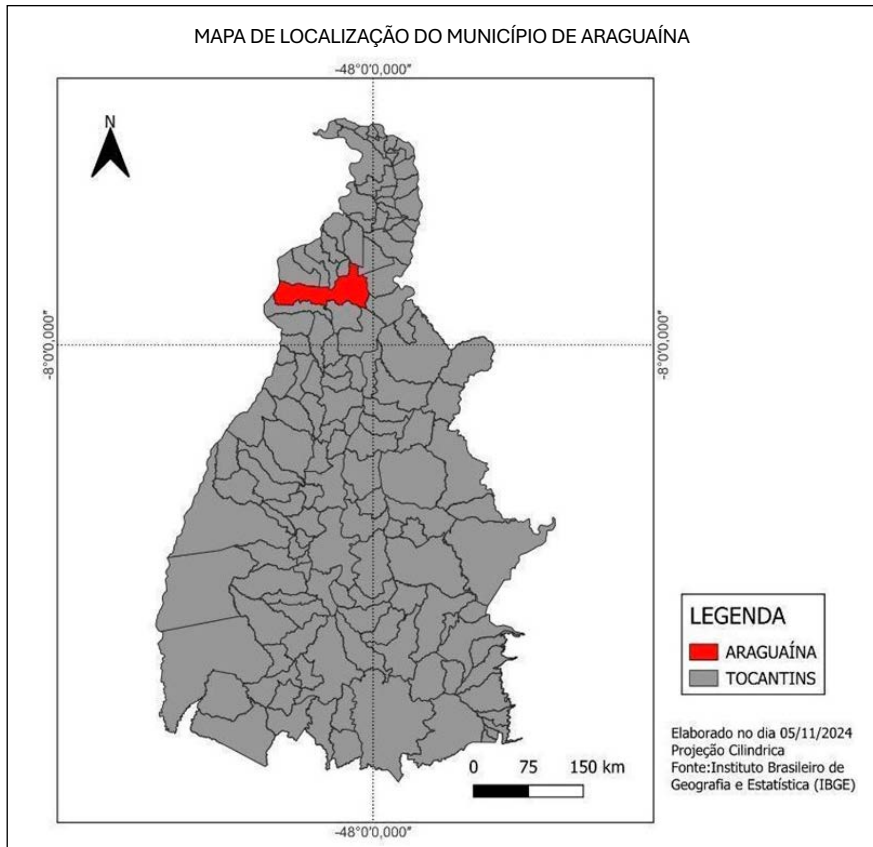 MAPA DE LOCALIZAÇÃO DO MUNICÍPIO DE ARAGUAÍNA
-48°0'0,000"
N
-8°0'0,000"
-8°0'0,000"
LEGENDA
ARAGUAÍNA
TOCANTINS
Elaborado no dia 05/11/2024
Projeção Cilindrica
Fonte:Instituto Brasileiro de
Geografia e Estatística (IBGE)
0 75 150 km
-48°0'0,000"